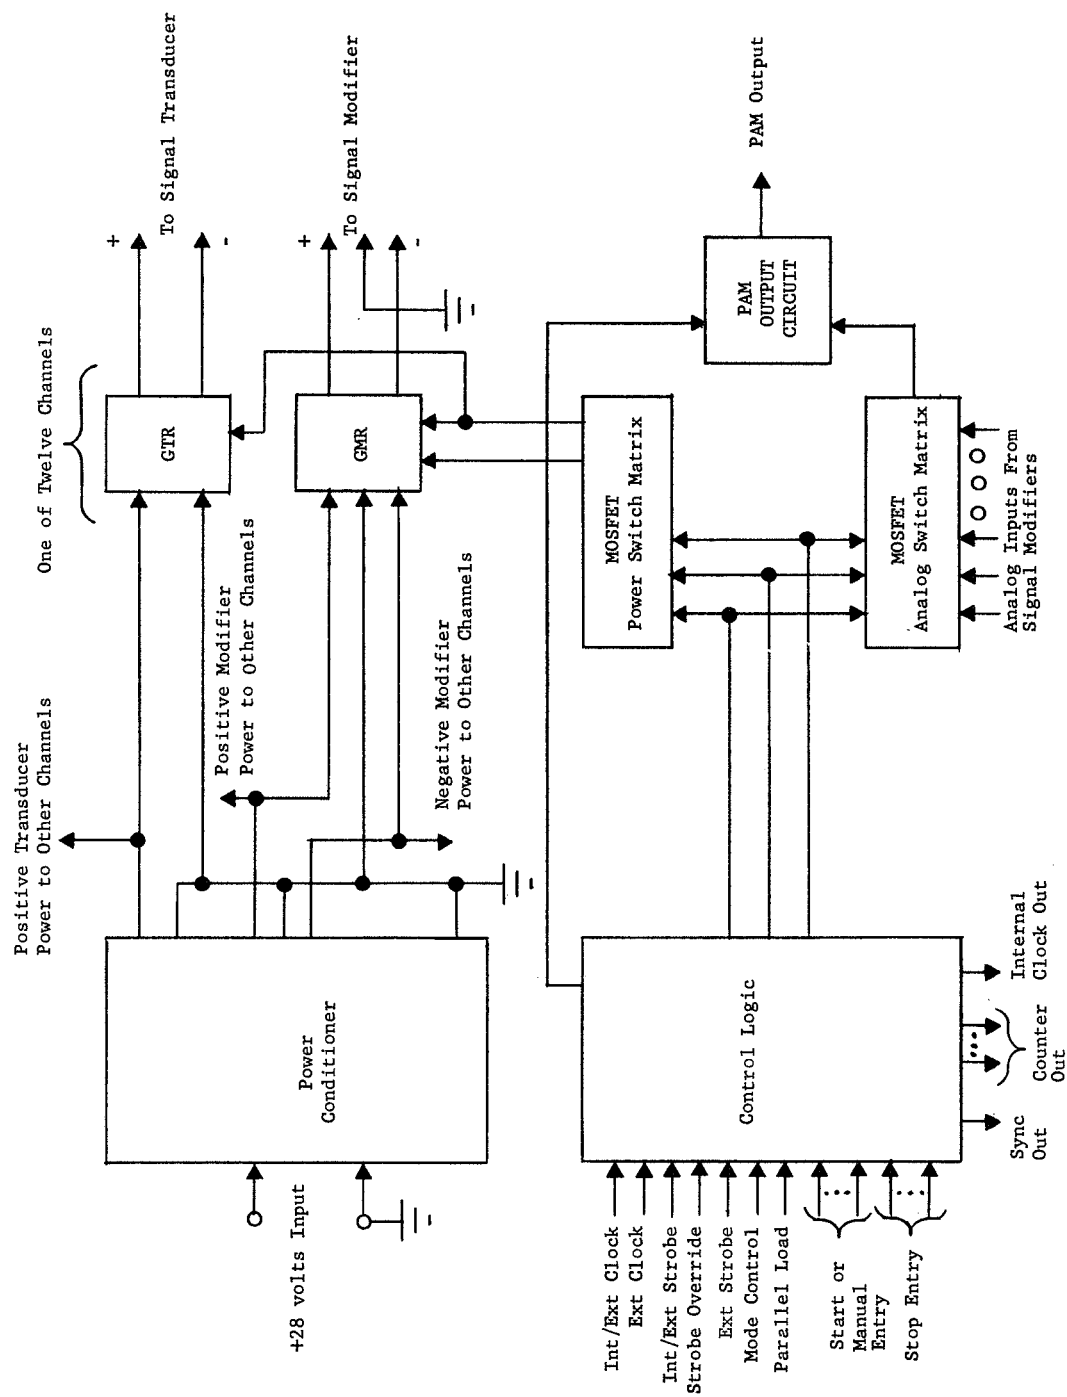 +28 volts Input
Power
Conditioner
Positive Transducer
Power to Other Channels
Positive Modifier
Power to Other Channels
Negative Modifier
Power to Other Channels
One of Twelve Channels
GTR
GMR
+
To Signal Transducer
-
+
To Signal Modifier
-
Int/Ext Clock
Ext Clock
Int/Ext Strobe
Strobe Override
Ext Strobe
Mode Control
Parallel Load
Start or
Manual
Entry
Stop Entry
Control Logic
Sync
Out
Counter
Out
Internal
Clock Out
MOSFET
Power Switch Matrix
MOSFET
Analog Switch Matrix
Analog Inputs From
Signal Modifiers
PAM
OUTPUT
CIRCUIT
PAM Output